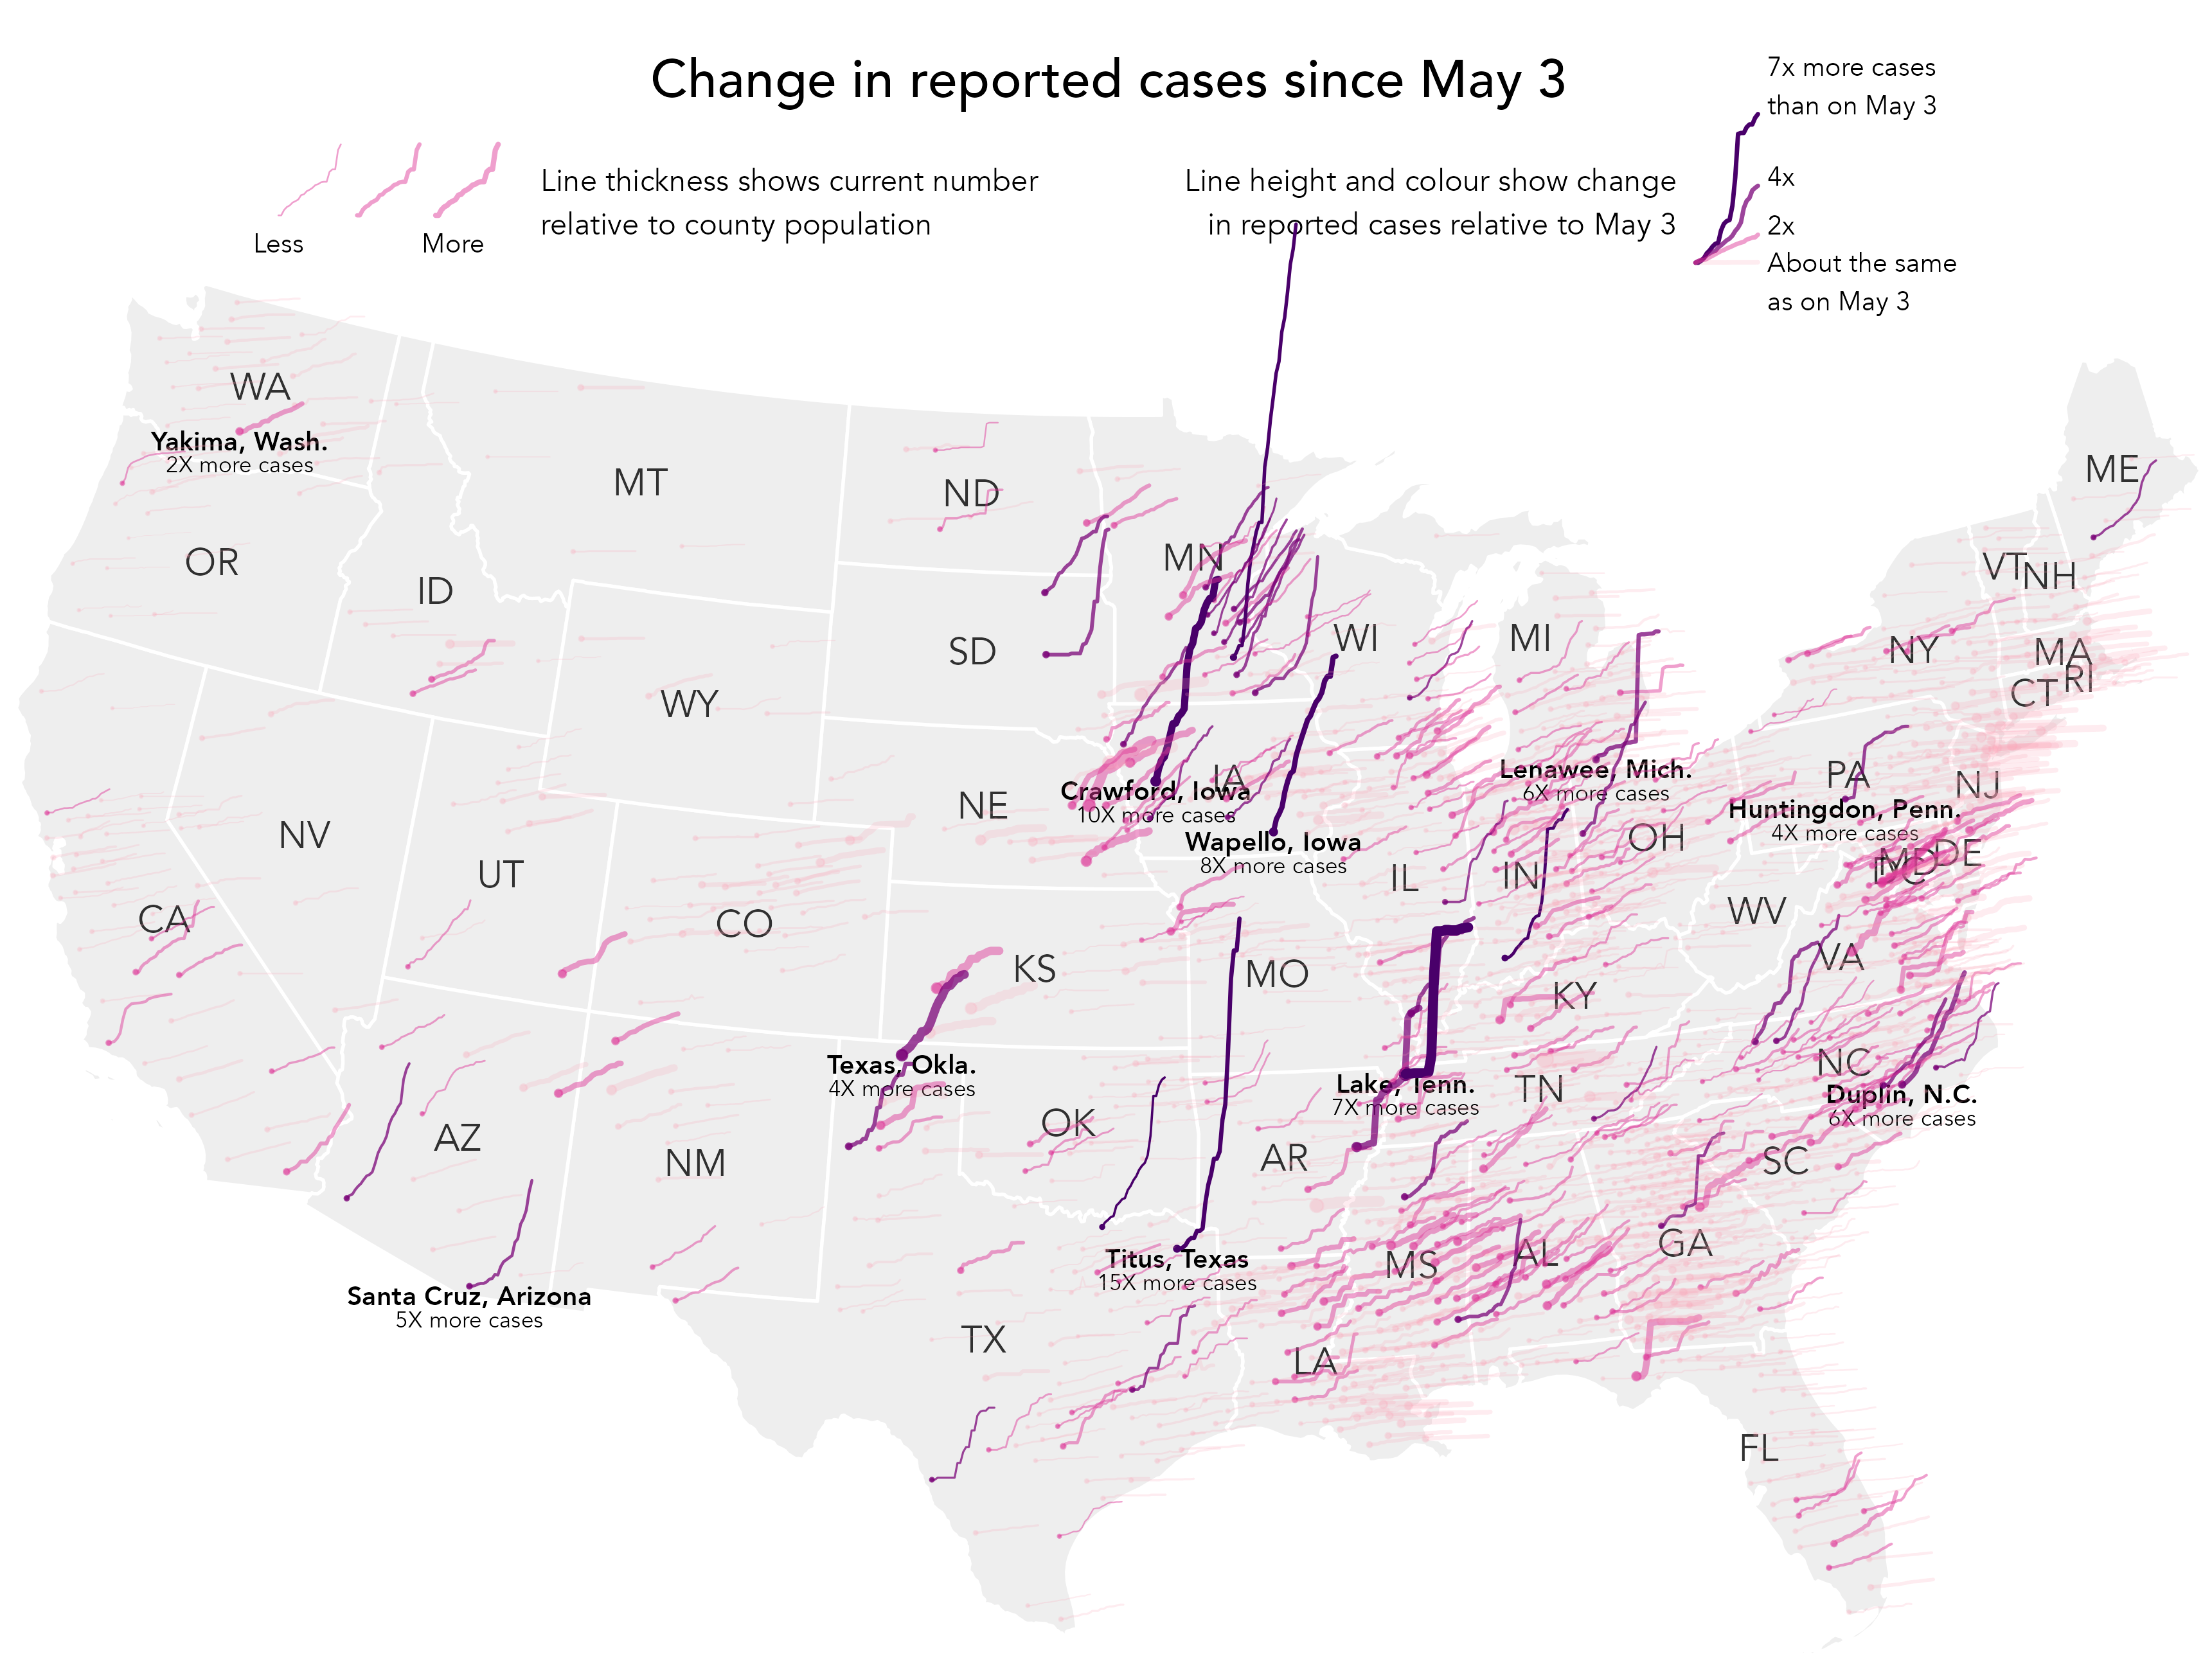 Change in reported cases since May 3
Line thickness shows current number
relative to county population
Less
More
Line height and colour show change
in reported cases relative to May 3
7x more cases
than on May 3
4x
2x
About the same
as on May 3
WA
Yakima, Wash.
2X more cases
MT
ND
MN
ME
OR
ID
SD
WI
MI
VT
NH
NY
MA
RI
CT
WY
NE
IA
Crawford, Iowa
10X more cases
Wapello, Iowa
8X more cases
Lenawee, Mich.
6X more cases
PA
NJ
Huntingdon, Penn.
4X more cases
NV
UT
CA
CO
IL
IN
OH
MD
DE
DC
WV
VA
KS
MO
KY
Texas, Okla.
4X more cases
Lake, Tenn.
7X more cases
TN
NC
Duplin, N.C.
6X more cases
AZ
NM
OK
AR
SC
Santa Cruz, Arizona
5X more cases
Titus, Texas
15X more cases
MS
AL
GA
TX
LA
FL